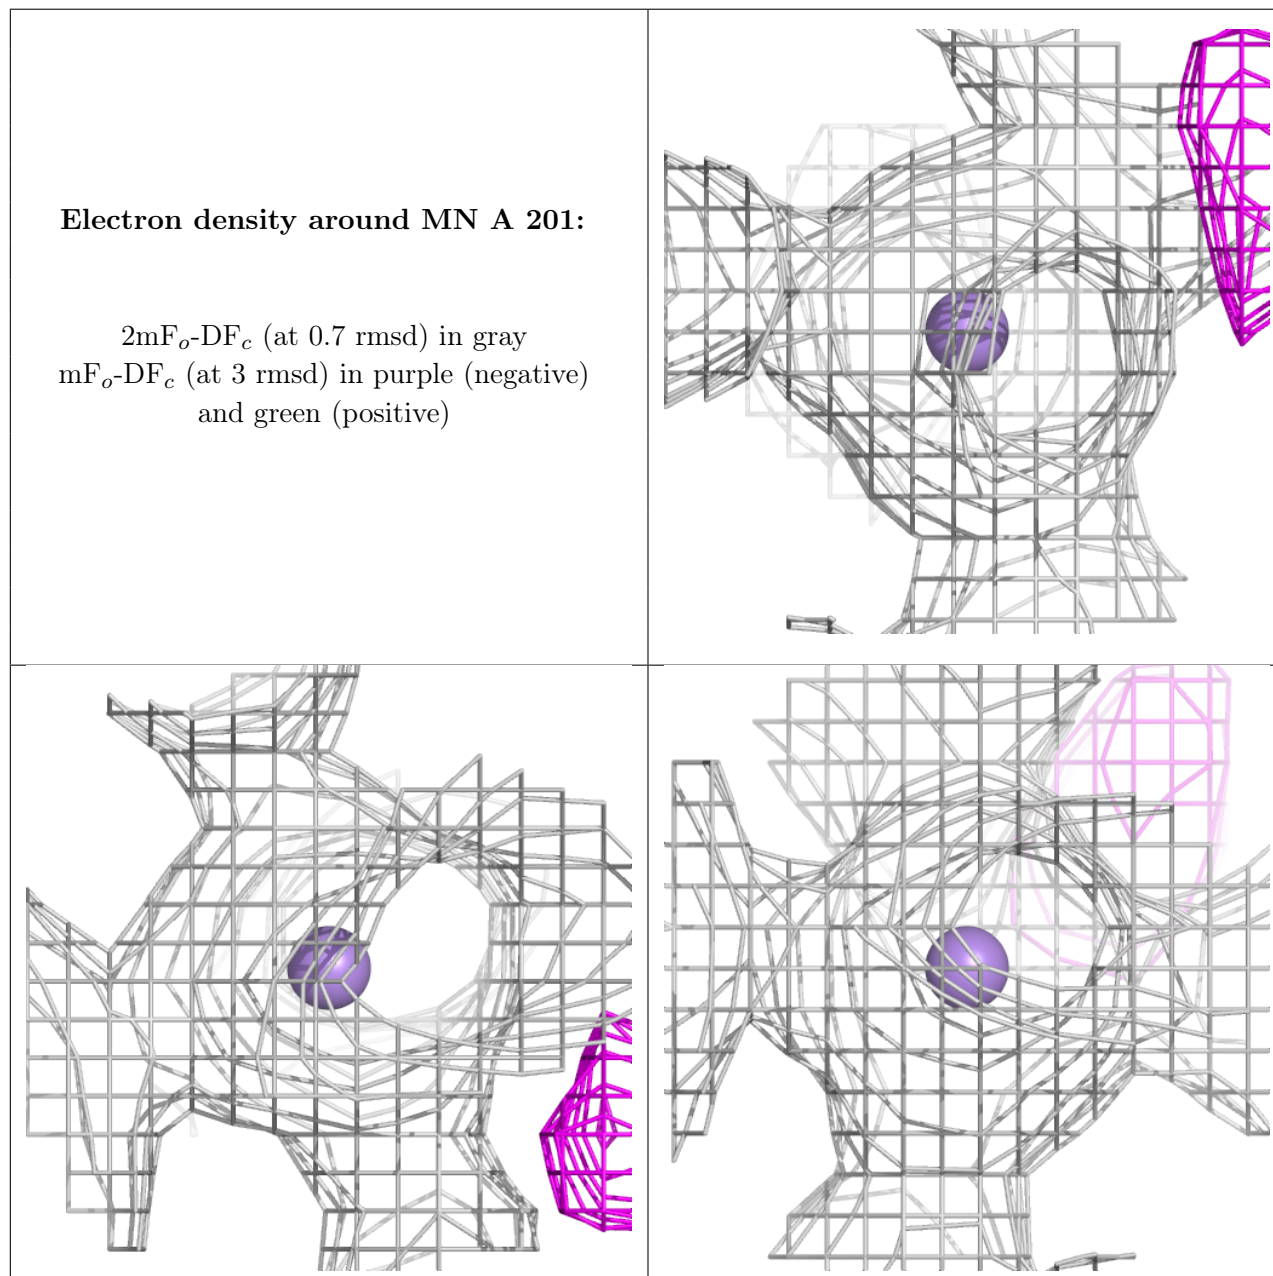 Electron density around MN A 201:
2mFₒ-DF𝒸 (at 0.7 rmsd) in gray
mFₒ-DF𝒸 (at 3 rmsd) in purple (negative)
and green (positive)